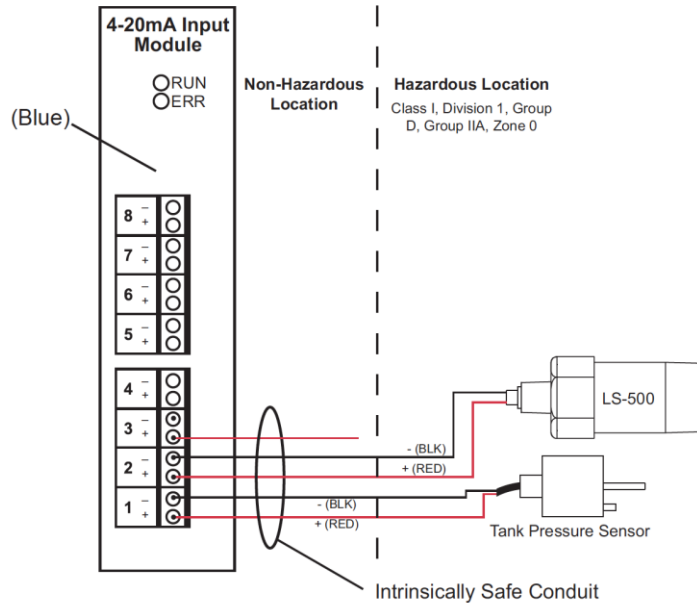 4-20mA Input
Module
RUN
ERR
(Blue)
Non-Hazardous
Location
Hazardous Location
Class I, Division 1, Group
D, Group IIA, Zone 0
8 – +
7 – +
6 – +
5 – +
4 – +
3 – +
2 – +
1 – +
LS-500
- (BLK)
+ (RED)
- (BLK)
+ (RED)
Tank Pressure Sensor
Intrinsically Safe Conduit